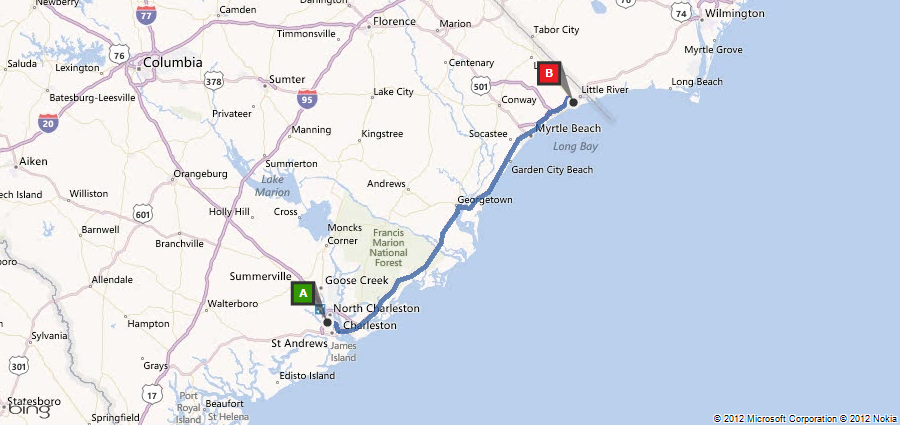 Newberry
Camden
Darlington
77
Florence
Marion
Wilmington
74
Timmonsville
Tabor City
Myrtle Grove
Saluda
Lexington
76
Columbia
Centenary
B
Little River
Long Beach
Batesburg-Leesville
378
Sumter
501
95
Lake City
Conway
Privateer
20
Manning
Kingstree
Socastee
Myrtle Beach
Long Bay
Aiken
Summerton
Garden City Beach
Orangeburg
Lake
Marion
Andrews
Williston
Georgetown
601
Holly Hill
Cross
Barnwell
Moncks
Corner
Francis
Marion
National
Forest
Branchville
Allendale
Summerville
Goose Creek
A
Walterboro
North Charleston
Hampton
Charleston
Sylvania
St Andrews
James
Island
301
Grays
Edisto Island
17
Port
Royal
Island
Beaufort
St Helena
Statesboro
bing
Springfield
© 2012 Microsoft Corporation © 2012 Nokia